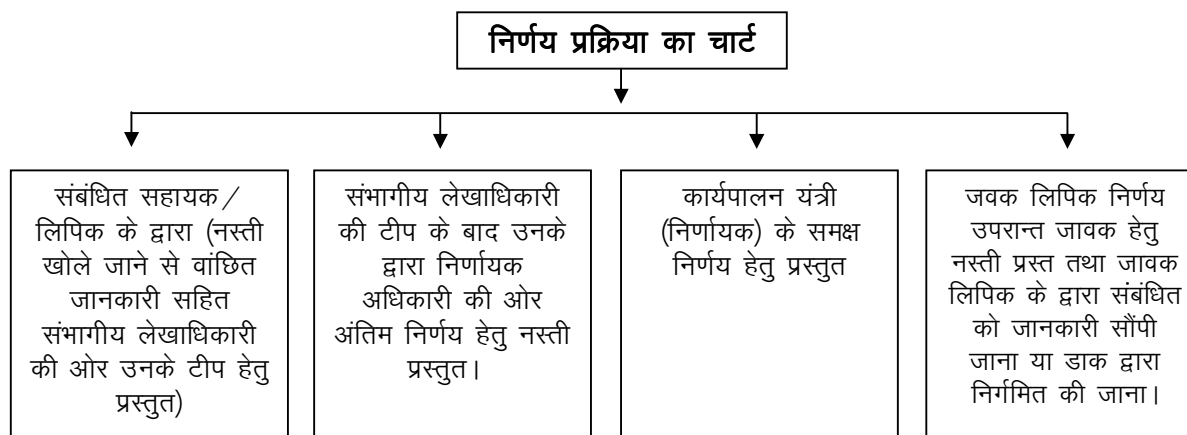 निर्णय प्रक्रिया का चार्ट
संबंधित सहायक/
लिपिक के द्वारा (नस्ती
खोले जाने से वांछित
जानकारी सहित
संभागीय लेखाधिकारी
की ओर उनके टीप हेतु
प्रस्तुत)
संभागीय लेखाधिकारी
की टीप के बाद उनके
द्वारा निर्णायक
अधिकारी की ओर
अंतिम निर्णय हेतु नस्ती
प्रस्तुत।
कार्यपालन यंत्री
(निर्णायक) के समक्ष
निर्णय हेतु प्रस्तुत
जवक लिपिक निर्णय
उपरान्त जावक हेतु
नस्ती प्रस्त तथा जावक
लिपिक के द्वारा संबंधित
को जानकारी सौंपी
जाना या डाक द्वारा
निर्गमित की जाना।